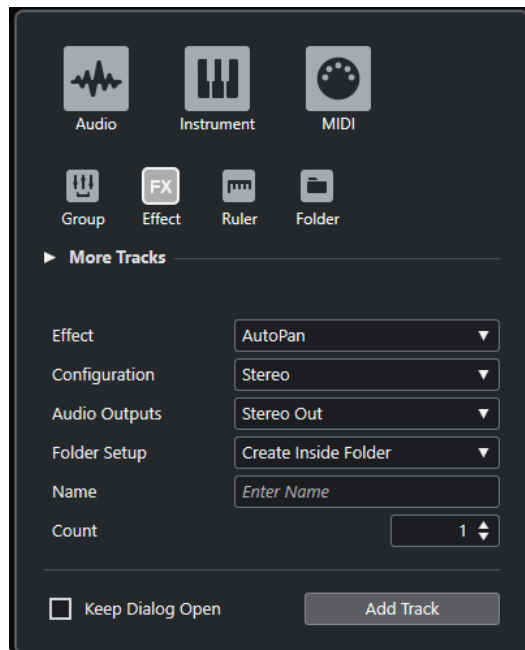 Audio Instrument MIDI
FX
Group Effect Ruler Folder
More Tracks
Effect AutoPan
Configuration Stereo
Audio Outputs Stereo Out
Folder Setup Create Inside Folder
Name Enter Name
Count 1
Keep Dialog Open Add Track